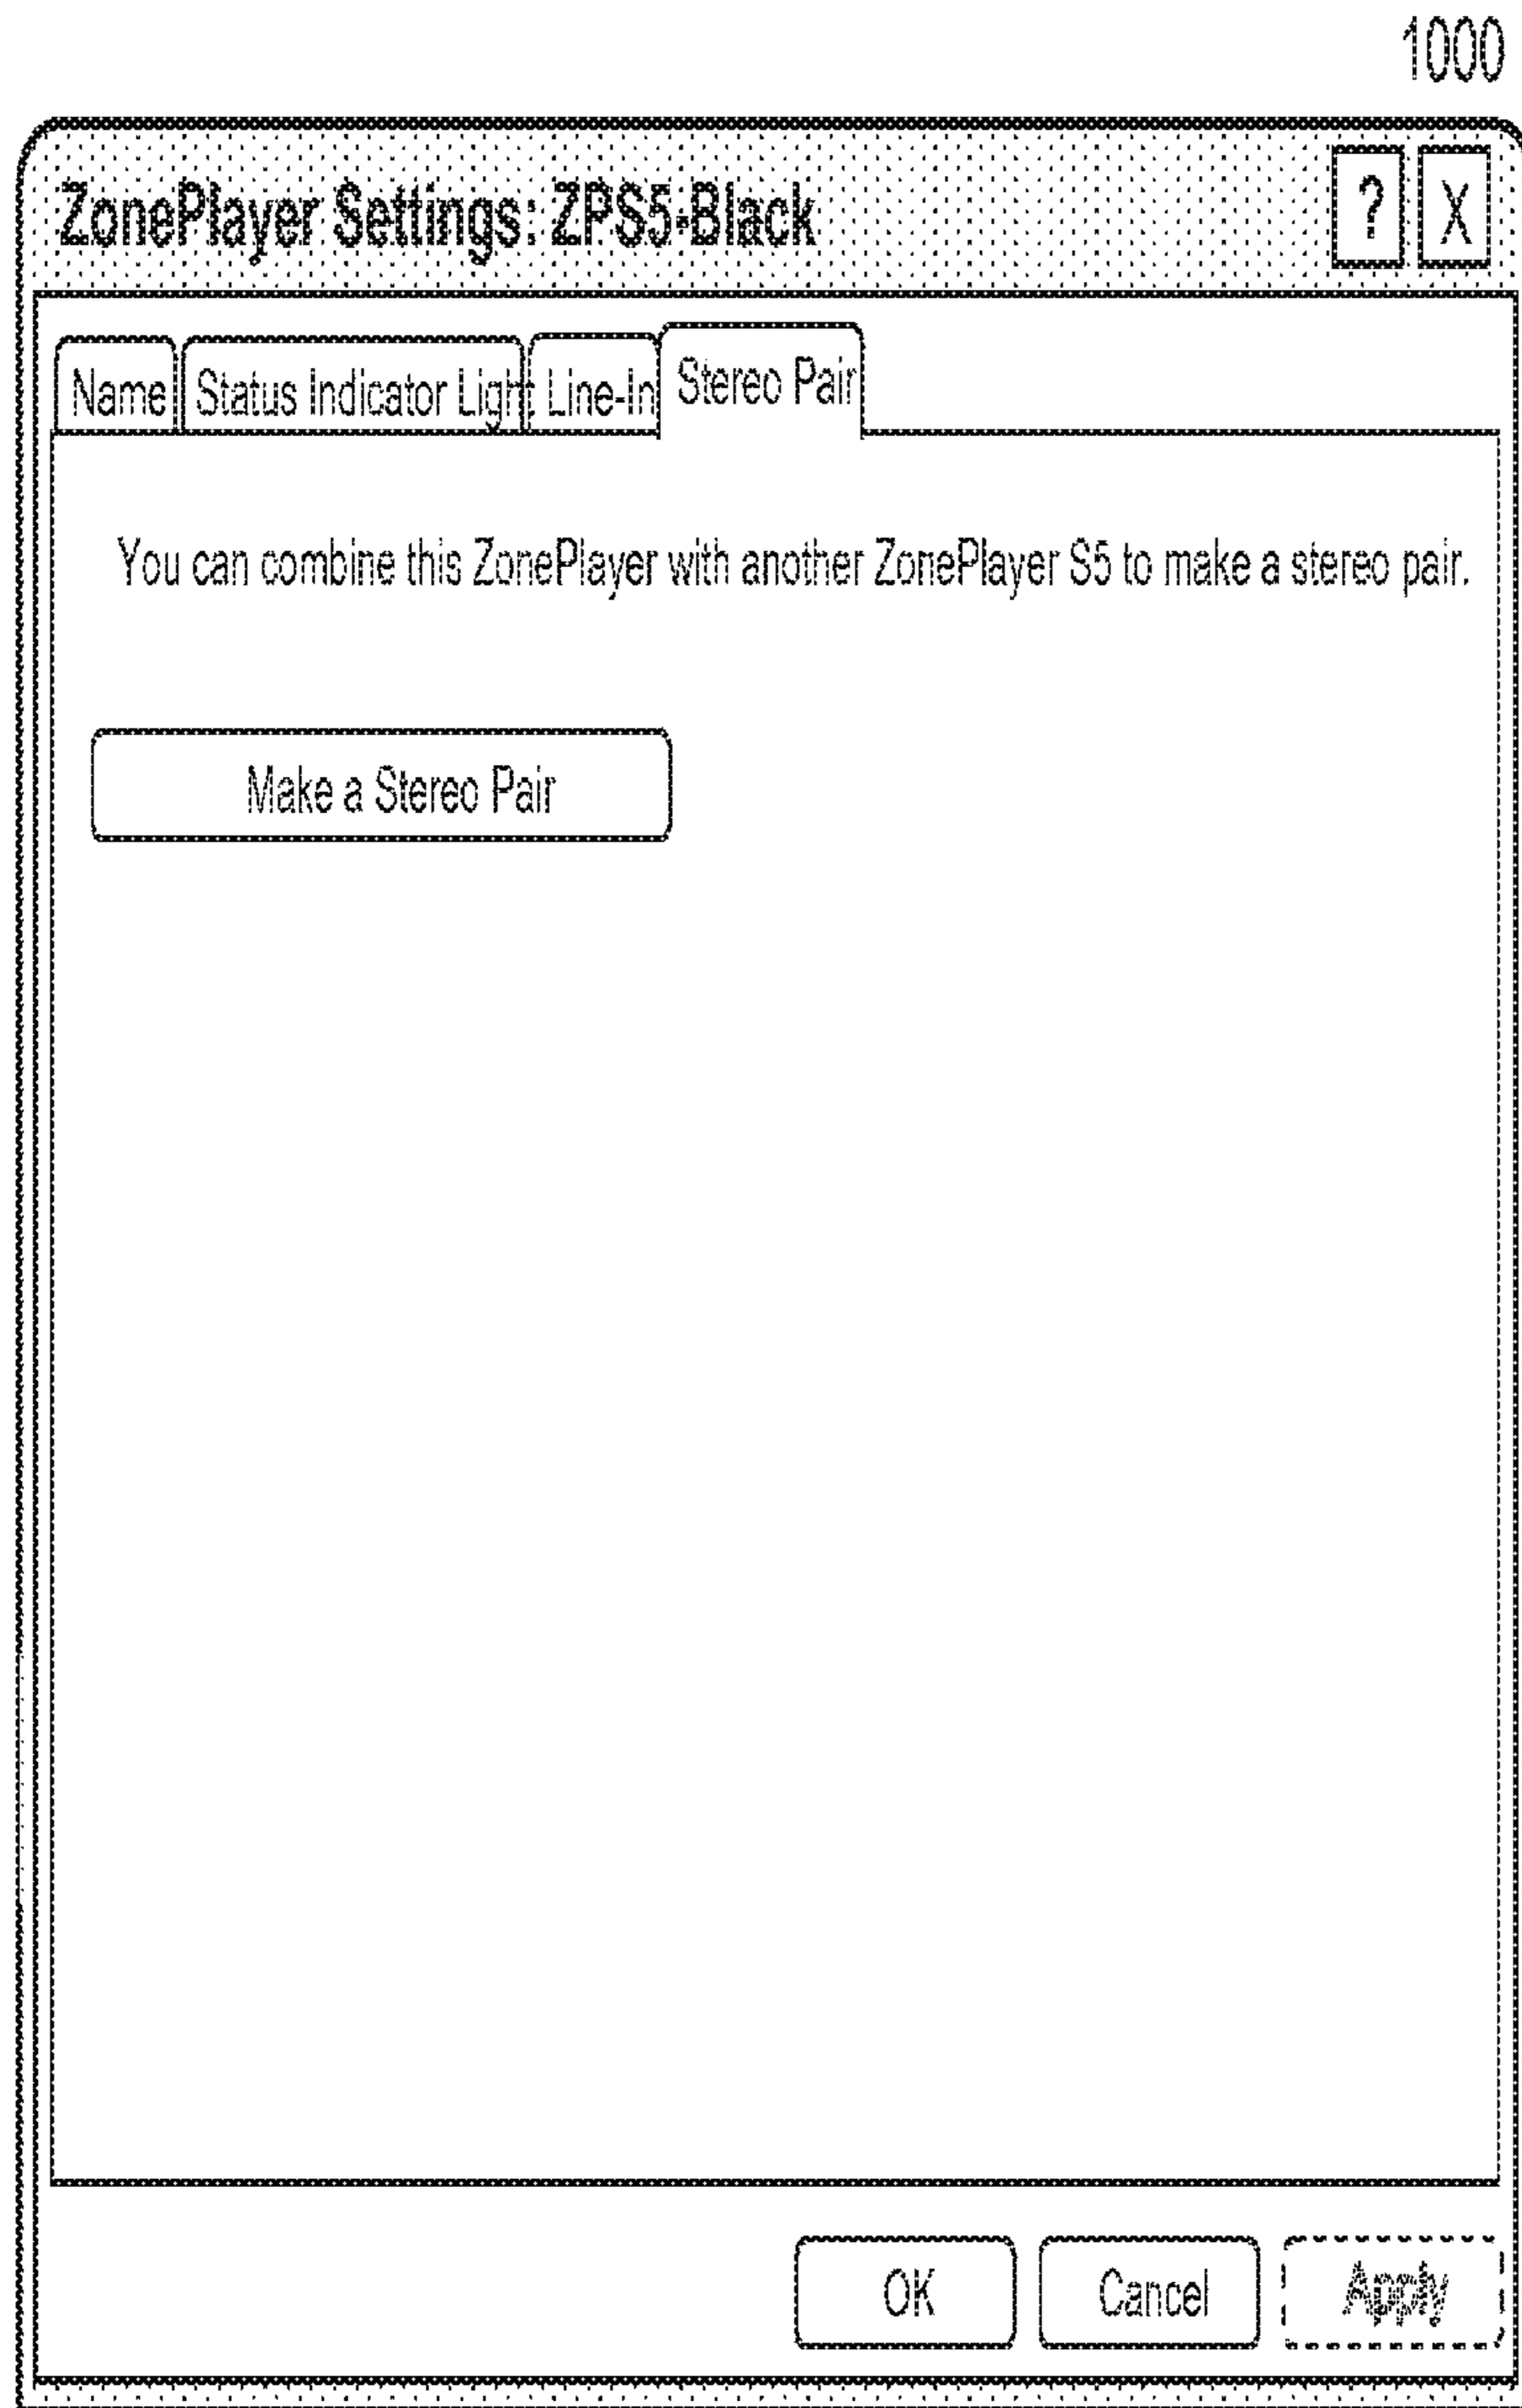 1000
ZonePlayer Settings: ZPS5-Black ? X
Name Status Indicator Light Line-In Stereo Pair
You can combine this ZonePlayer with another ZonePlayer S5 to make a stereo pair.
Make a Stereo Pair
OK Cancel Apply